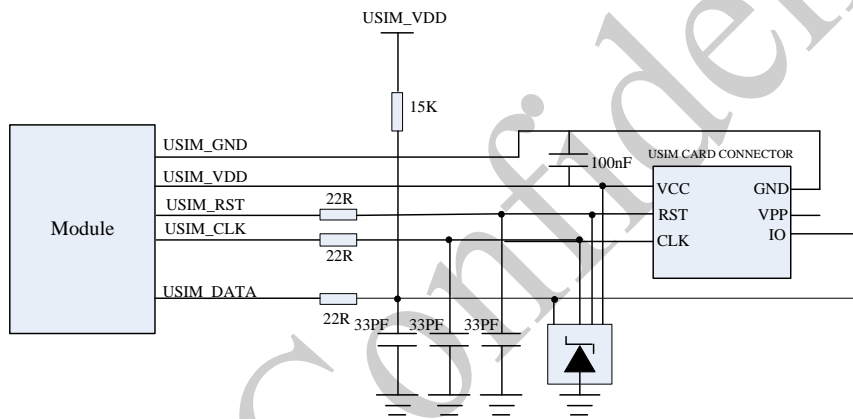 USIM_VDD
15K
USIM_GND
100nF
USIM CARD CONNECTOR
USIM_VDD
VCC
GND
USIM_RST
22R
RST
VPP
Module
USIM_CLK
22R
CLK
IO
USIM_DATA
22R
33PF 33PF 33PF
Confiden